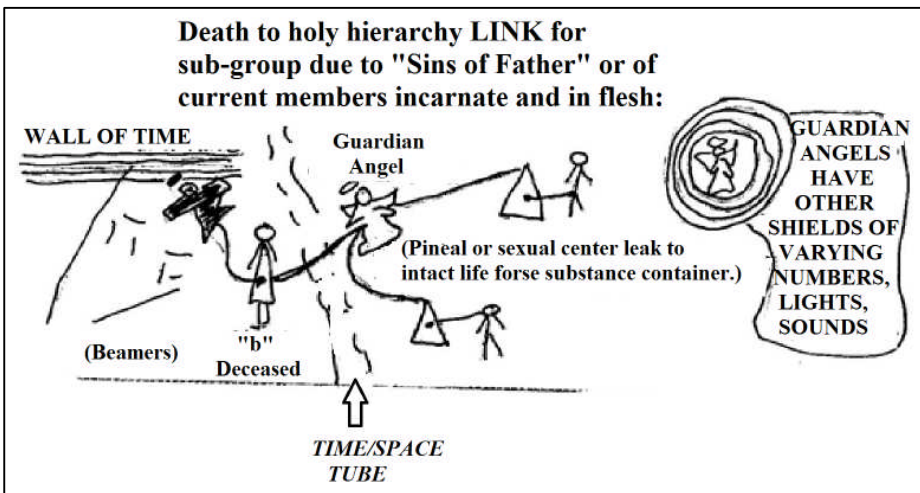 Death to holy hierarchy LINK for
sub-group due to "Sins of Father" or of
current members incarnate and in flesh:
WALL OF TIME
Guardian
Angel
(Pineal or sexual center leak to
intact life forse substance container.)
(Beamers)
"b"
Deceased
TIME/SPACE
TUBE
GUARDIAN
ANGELS
HAVE
OTHER
SHIELDS OF
VARYING
NUMBERS,
LIGHTS,
SOUNDS